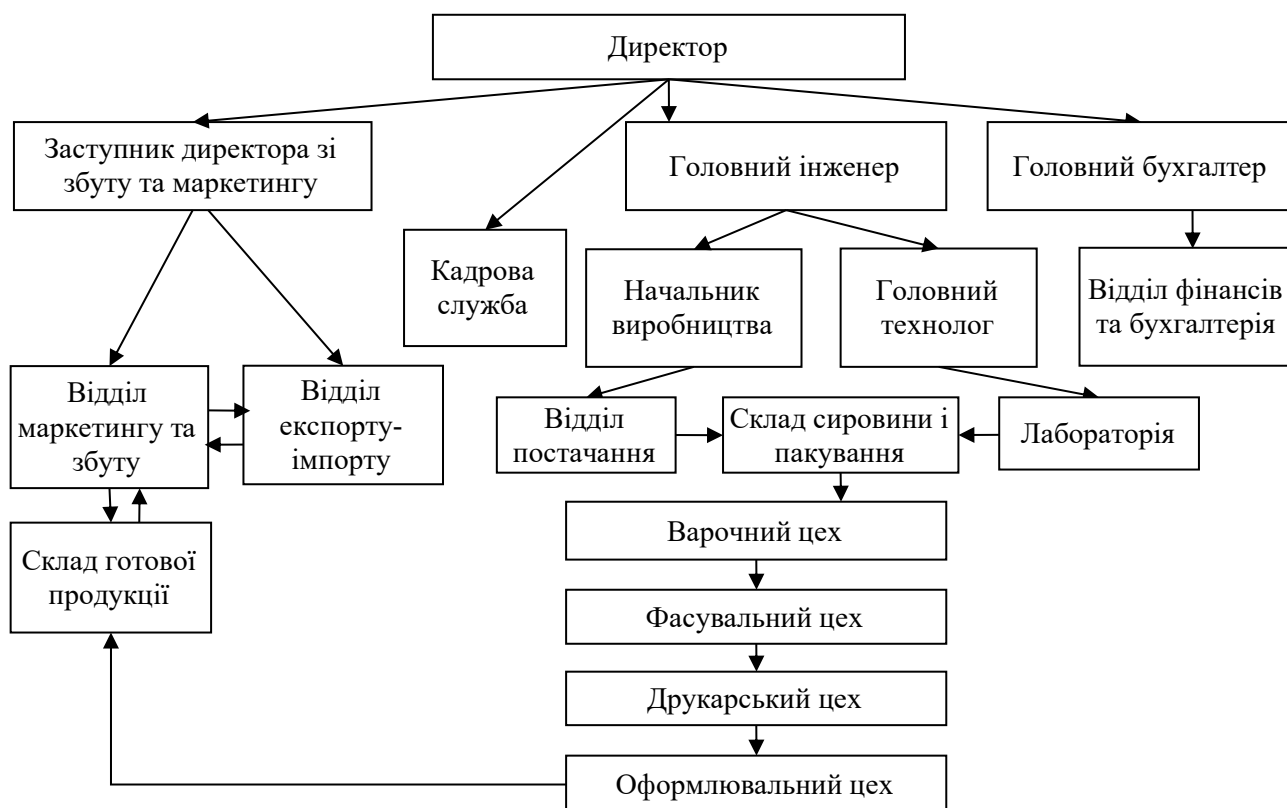 Директор
Заступник директора зі
збуту та маркетингу
Головний інженер
Головний бухгалтер
Кадрова
служба
Начальник
виробництва
Головний
технолог
Відділ фінансів
та бухгалтерія
Відділ
маркетингу та
збуту
Відділ
експорту-
імпорту
Відділ
постачання
Склад сировини і
пакування
Лабораторія
Варочний цех
Склад готової
продукції
Фасувальний цех
Друкарський цех
Оформлювальний цех